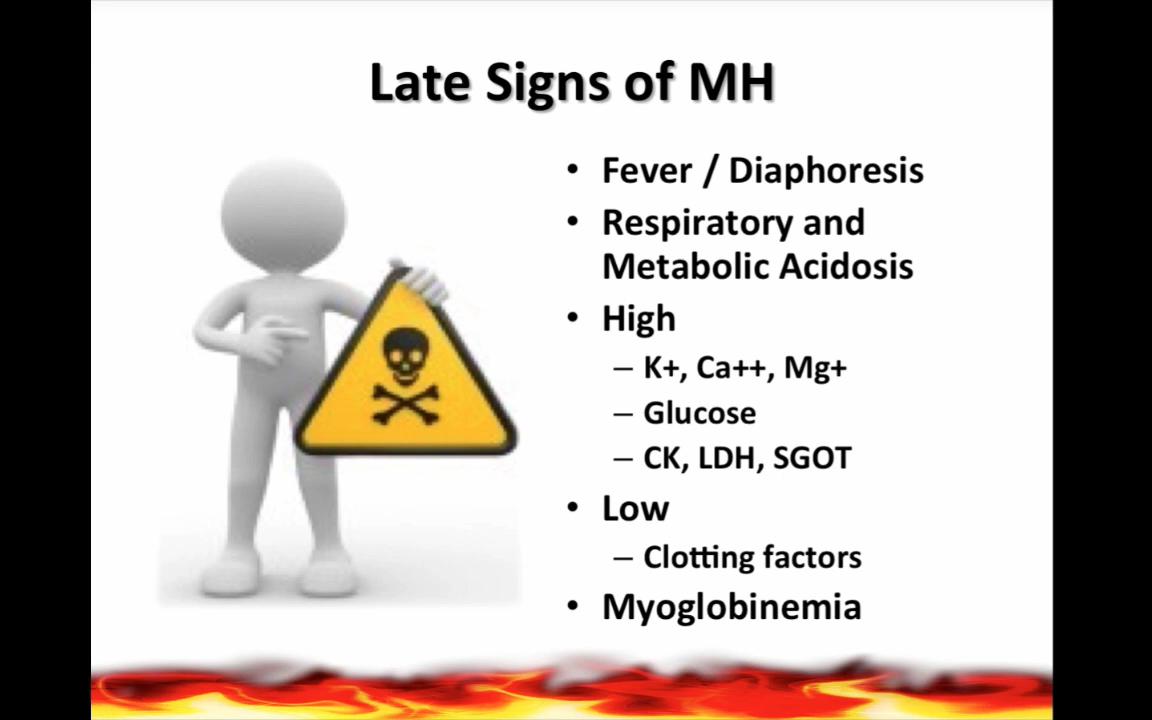 Late Signs of MH
• Fever / Diaphoresis
• Respiratory and
Metabolic Acidosis
• High
– K+, Ca++, Mg+
– Glucose
– CK, LDH, SGOT
• Low
– Clotting factors
• Myoglobinemia